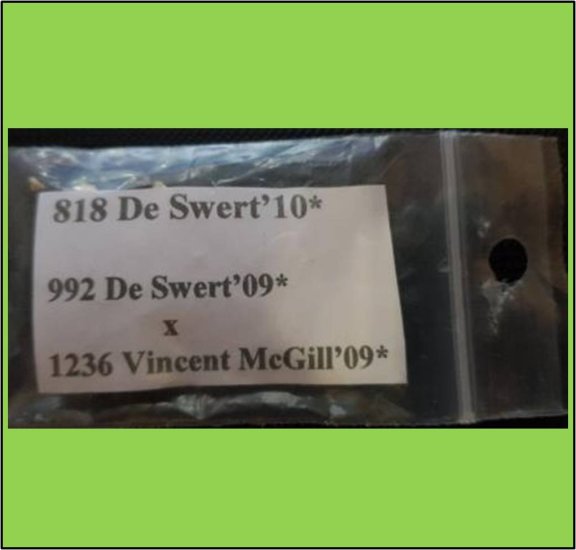 818 De Swert’10*
992 De Swert’09*
x
1236 Vincent McGill’09*